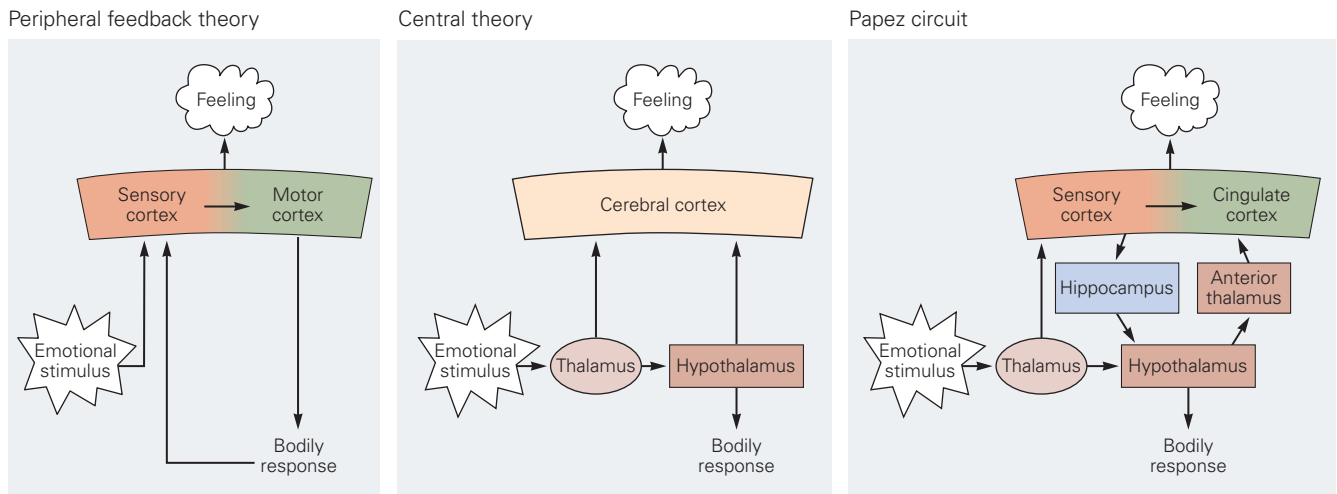 Peripheral feedback theory
Feeling
Sensory
cortex
Motor
cortex
Emotional
stimulus
Bodily
response
Central theory
Feeling
Cerebral cortex
Emotional
stimulus
Thalamus
Hypothalamus
Bodily
response
Papez circuit
Feeling
Sensory
cortex
Cingulate
cortex
Hippocampus
Anterior
thalamus
Emotional
stimulus
Thalamus
Hypothalamus
Bodily
response